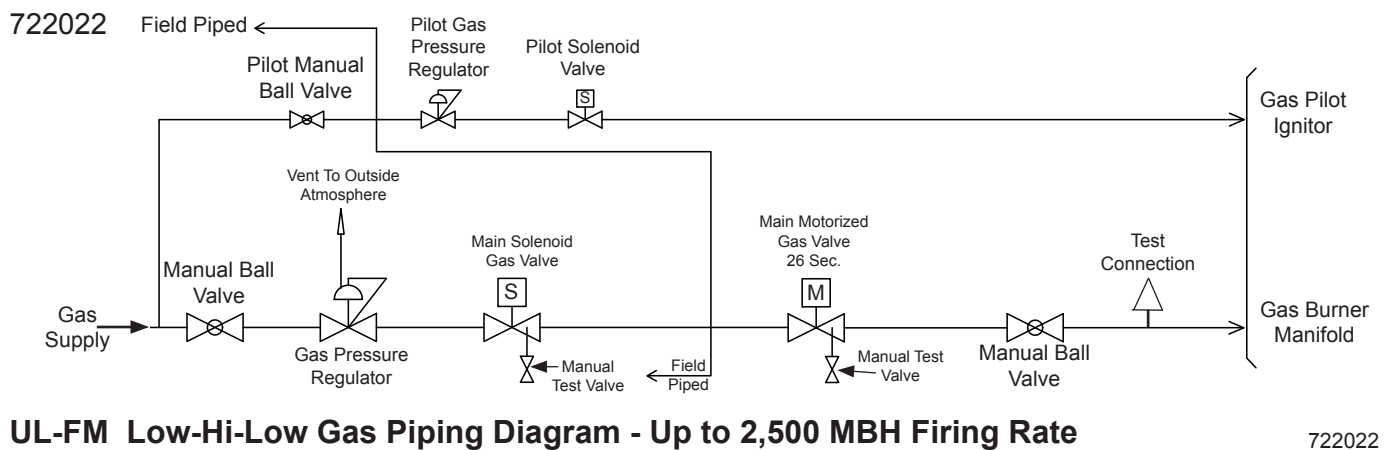 722022
Field Piped
Pilot Gas
Pressure
Regulator
Pilot Solenoid
Valve
Pilot Manual
Ball Valve
S
Gas Pilot
Ignitor
Vent To Outside
Atmosphere
Main Solenoid
Gas Valve
Main Motorized
Gas Valve
26 Sec.
Test
Connection
Manual Ball
Valve
S
M
Gas
Supply
Gas Burner
Manifold
Gas Pressure
Regulator
Manual
Test Valve
Field
Piped
Manual Test
Valve
Manual Ball
Valve
UL-FM Low-Hi-Low Gas Piping Diagram - Up to 2,500 MBH Firing Rate
722022